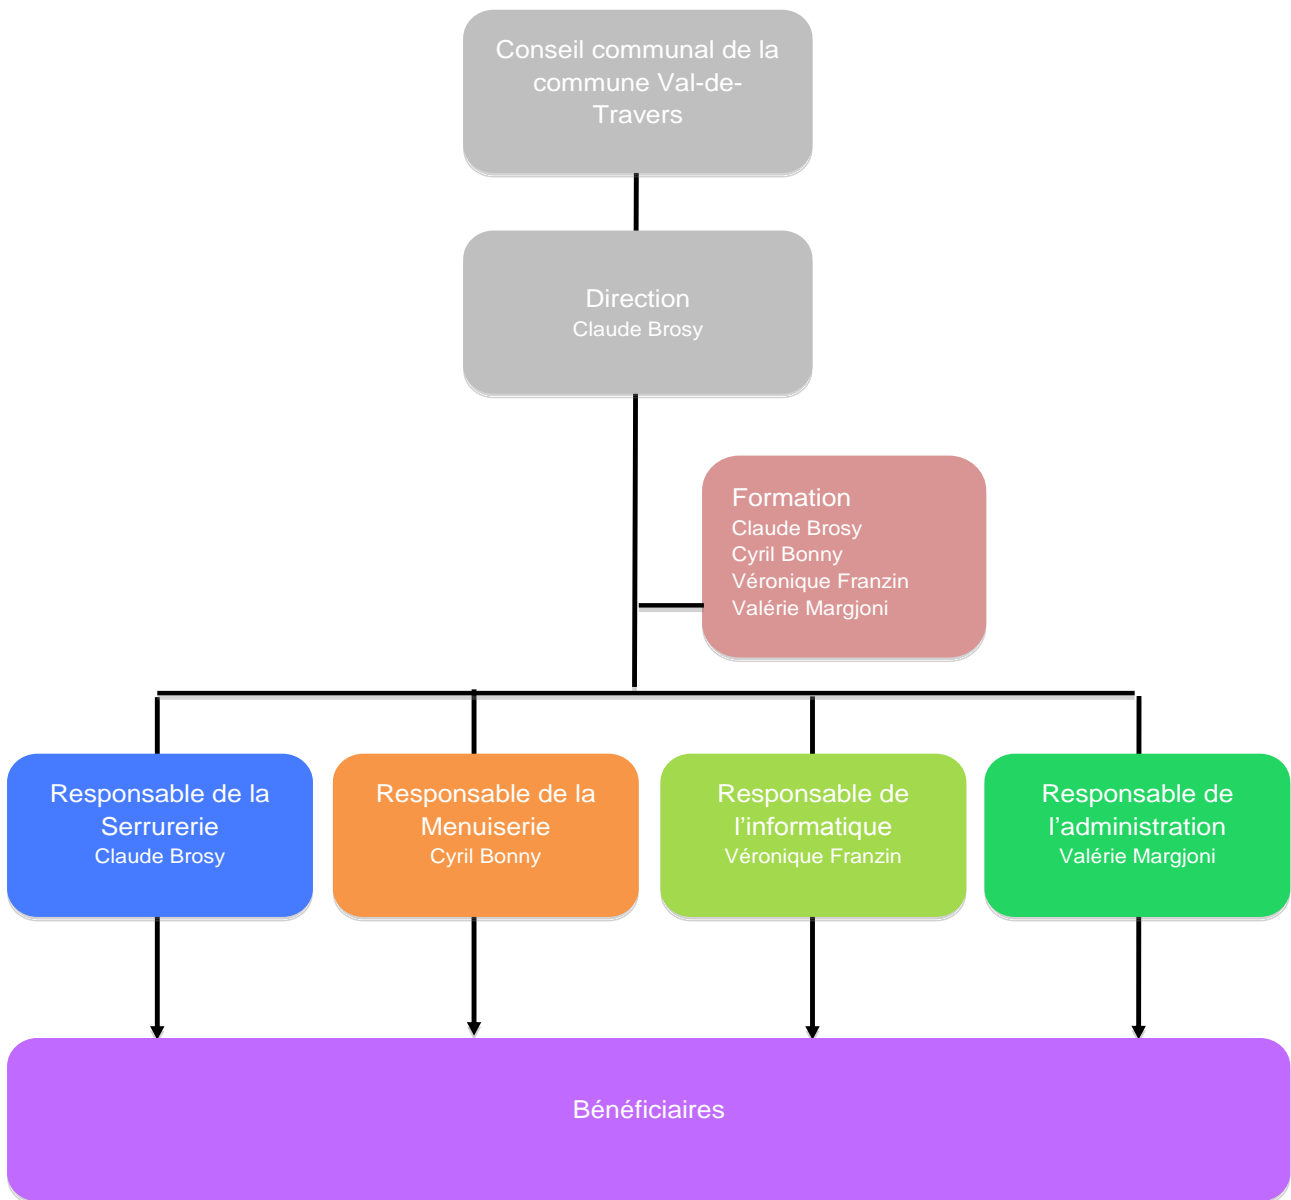 Conseil communal de la
commune Val-de-
Travers
Direction
Claude Brosy
Formation
Claude Brosy
Cyril Bonny
Véronique Franzin
Valérie Margjoni
Responsable de la
Serrurerie
Claude Brosy
Responsable de la
Menuiserie
Cyril Bonny
Responsable de
l’informatique
Véronique Franzin
Responsable de
l’administration
Valérie Margjoni
Bénéficiaires